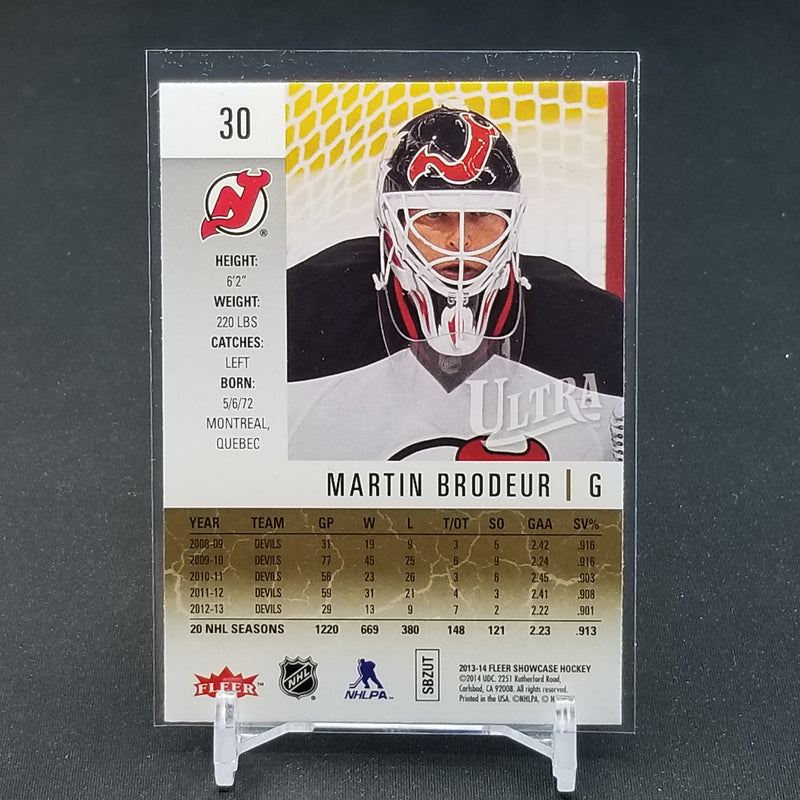 30
N
®
HEIGHT:
6'2"
WEIGHT:
220 LBS
CATCHES:
LEFT
BORN:
5/6/72
MONTREAL,
QUEBEC
ULTRA
MARTIN BRODEUR | G
YEAR TEAM GP W L T/OT SO GAA SV%
2008-09 DEVILS 31 19 9 3 5 2.42 .916
2009-10 DEVILS 77 45 25 6 9 2.24 .916
2010-11 DEVILS 56 23 26 3 6 2.45 .903
2011-12 DEVILS 59 31 21 4 3 2.41 .908
2012-13 DEVILS 29 13 9 7 2 2.22 .901
20 NHL SEASONS 1220 669 380 148 121 2.23 .913
FLEER™
NHL
NHLPA™
SBZUT
2013-14 FLEER SHOWCASE HOCKEY
©2014 UDC. 2251 Rutherford Road,
Carlsbad, CA 92008. All rights reserved.
Printed in the USA. ©NHLPA. ©